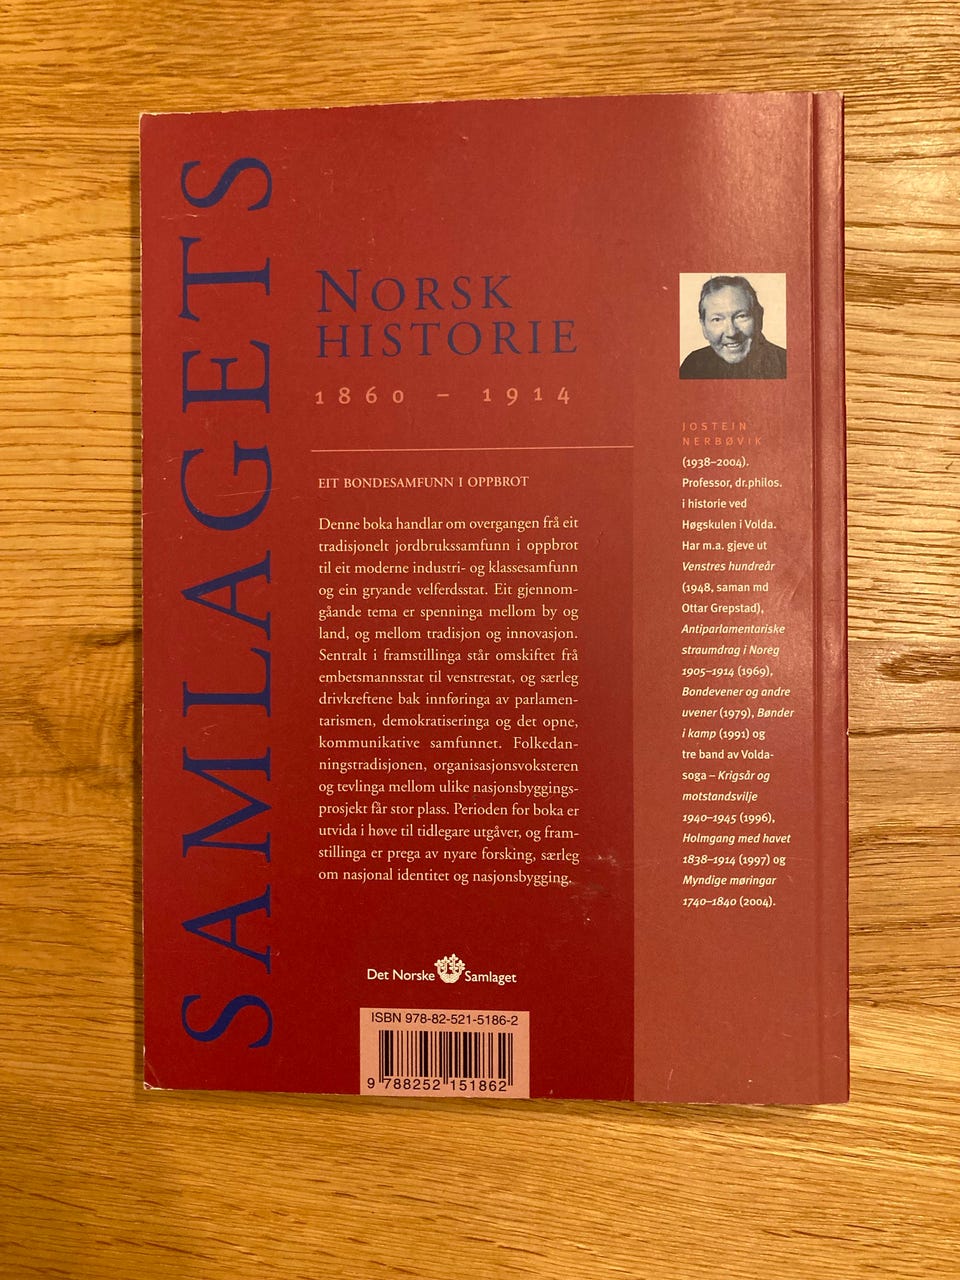 SAMLAGETS
NORSK
HISTORIE
1860 – 1914
EIT BONDESAMFUNN I OPPBROT
Denne boka handlar om overgangen frå eit
tradisjonelt jordbrukssamfunn i oppbrot
til eit moderne industri- og klassesamfunn
og ein gryande velferdsstat. Eit gjennom-
gåande tema er spenninga mellom by og
land, og mellom tradisjon og innovasjon.
Sentralt i framstillinga står omskiftet frå
embetsmannsstat til venstrestat, og særleg
drivkreftene bak innføringa av parlamen-
tarismen, demokratiseringa og det opne,
kommunikative samfunnet. Folkedan-
ningstradisjonen, organisasjonsvoksteren
og tevlinga mellom ulike nasjonsbyggings-
prosjekt får stor plass. Perioden for boka er
utvida i høve til tidlegare utgåver, og fram-
stillinga er prega av nyare forsking, særleg
om nasjonal identitet og nasjonsbygging.
Det Norske Samlaget
ISBN 978-82-521-5186-2
9 788252 151862
JOSTEIN
NERBØVIK
(1938–2004).
Professor, dr.philos.
i historie ved
Høgskulen i Volda.
Har m.a. gjeve ut
Venstres hundreår
(1948, saman md
Ottar Grepstad),
Antiparlamentariske
straumdrag i Noreg
1905–1914 (1969),
Bondevener og andre
uvener (1979), Bønder
i kamp (1991) og
tre band av Volda-
soga – Krigsår og
motstandsvilje
1940–1945 (1996),
Holmgang med havet
1838–1914 (1997) og
Myndige møringar
1740–1840 (2004).